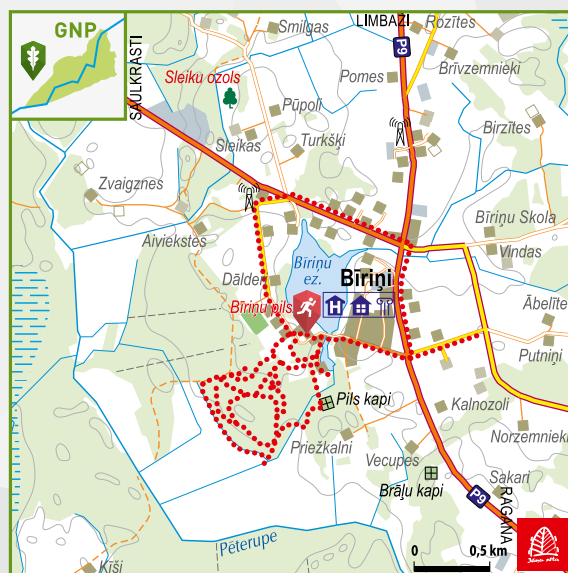 GNP
SAULKRASTI
LIMBAŽI
P9
Smilgas
Rozītes
Sleiku ozols
Pomes
Brīvzemnieki
Pūpoli
Birzītes
Sleikas
Turkšķi
Zvaigznes
Aiviekstes
Bīriņu Skola
Vindas
Bīriņu
ez.
Bīriņi
Dālderi
Bīriņu pils
H
Ābelīte
Putniņi
Pils kapi
Kalnozoli
Priežkalni
Norzemnieki
Vecupes
Brāļu kapi
Sakari
P9
RAGANA
Pēterupe
Ķīši
0
0,5 km